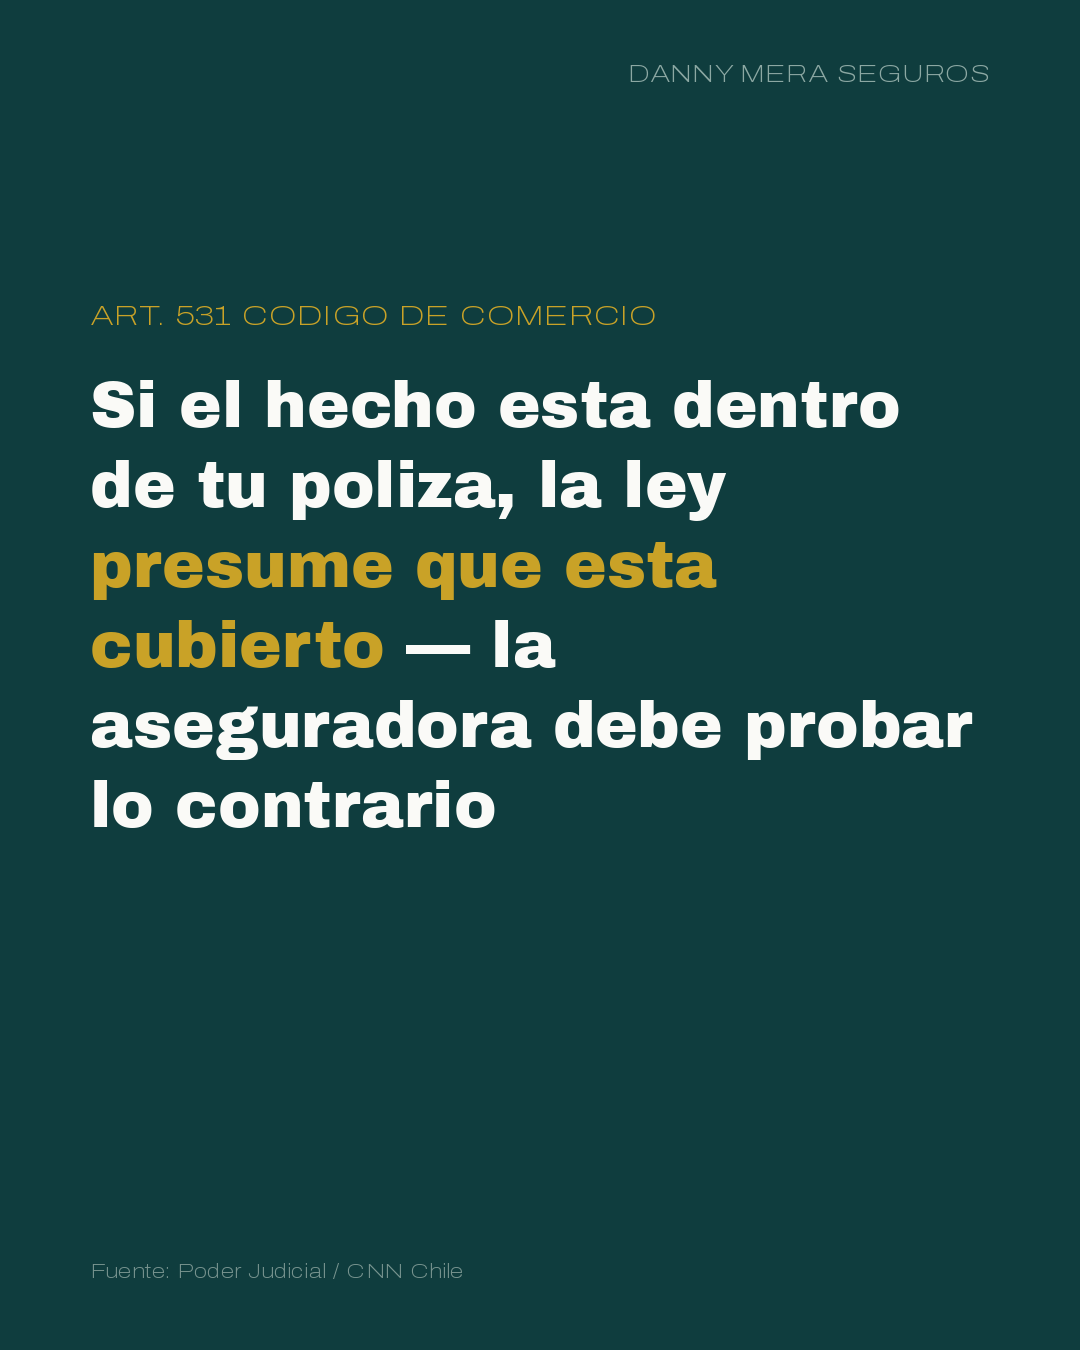 DANNY MERA SEGUROS
ART. 531 CODIGO DE COMERCIO
Si el hecho esta dentro
de tu poliza, la ley
presume que esta
cubierto — la
aseguradora debe probar
lo contrario
Fuente: Poder Judicial / CNN Chile